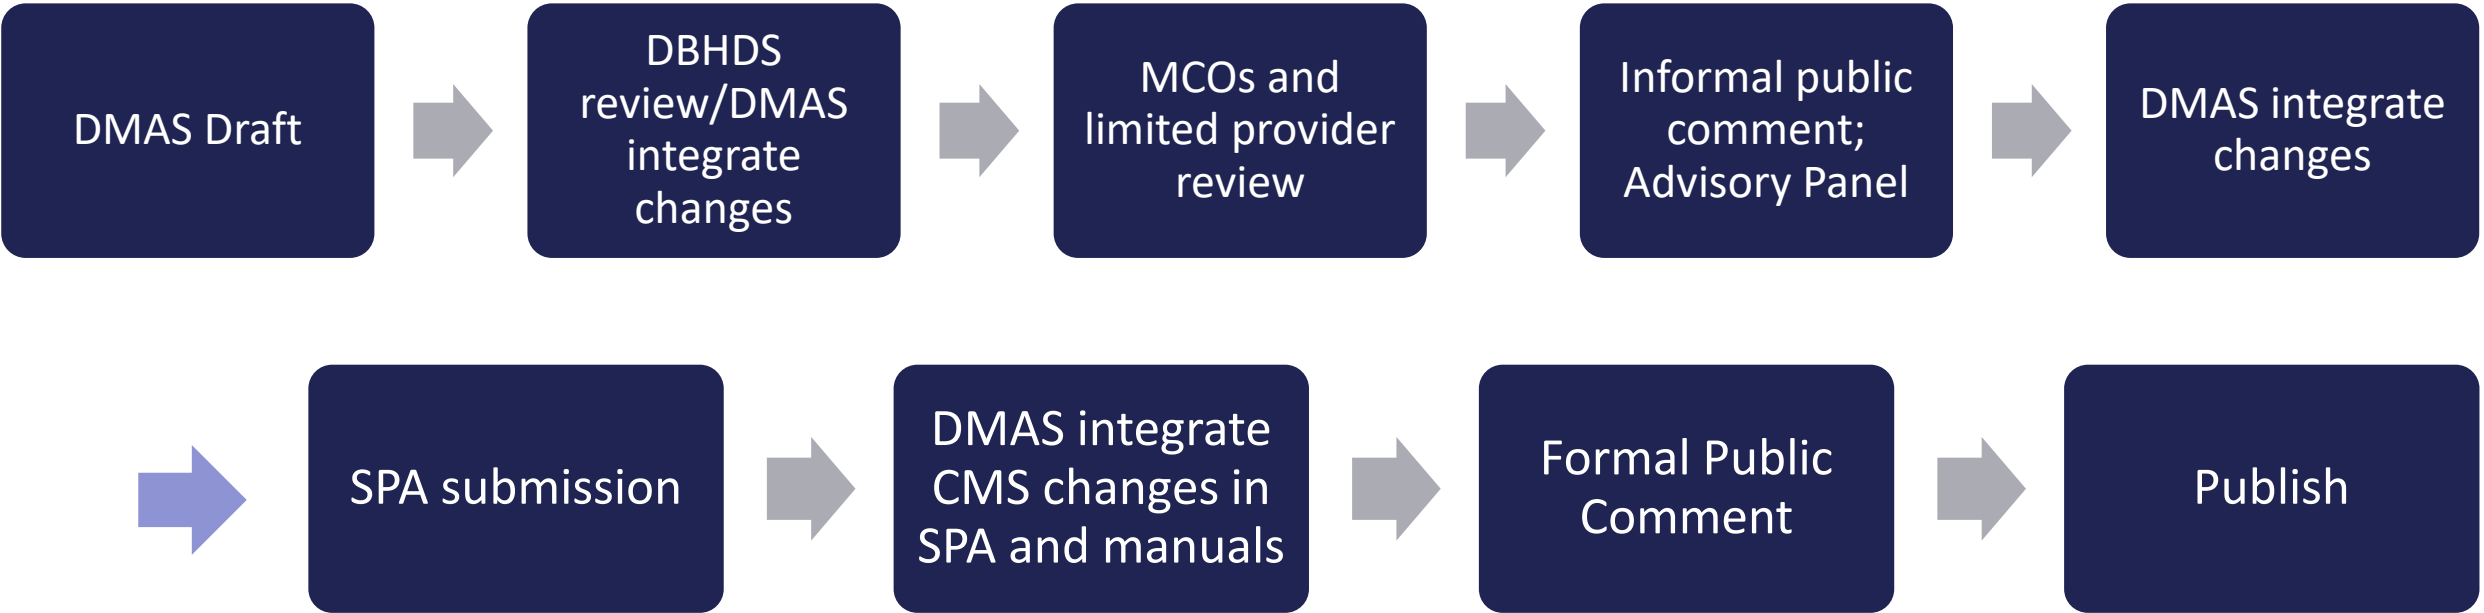 DMAS Draft
DBHDS
review/DMAS
integrate
changes
MCOs and
limited provider
review
Informal public
comment;
Advisory Panel
DMAS integrate
changes
SPA submission
DMAS integrate
CMS changes in
SPA and manuals
Formal Public
Comment
Publish